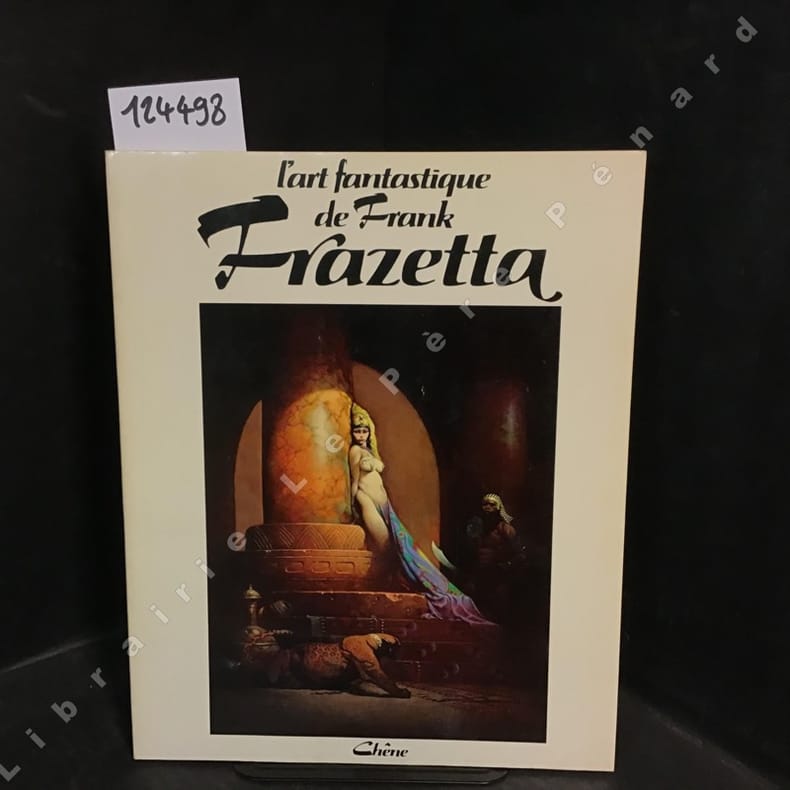 124498
l'art fantastique
de Frank
Frazetta
Chêne
Librairie Le Père Pénard